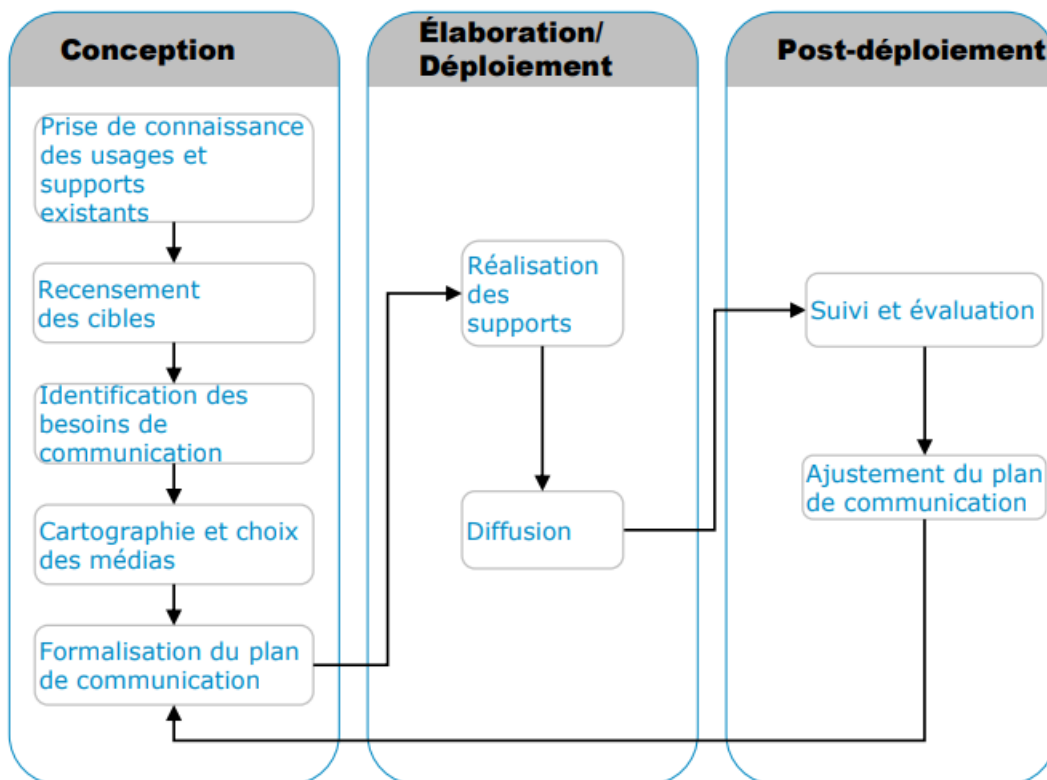 Conception
Prise de connaissance
des usages et
supports
existants
Recensement
des cibles
Identification des
besoins de
communication
Cartographie et choix
des médias
Formalisation du plan
de communication
Élaboration/
Déploiement
Réalisation
des
supports
Diffusion
Post-déploiement
Suivi et évaluation
Ajustement du plan
de communication